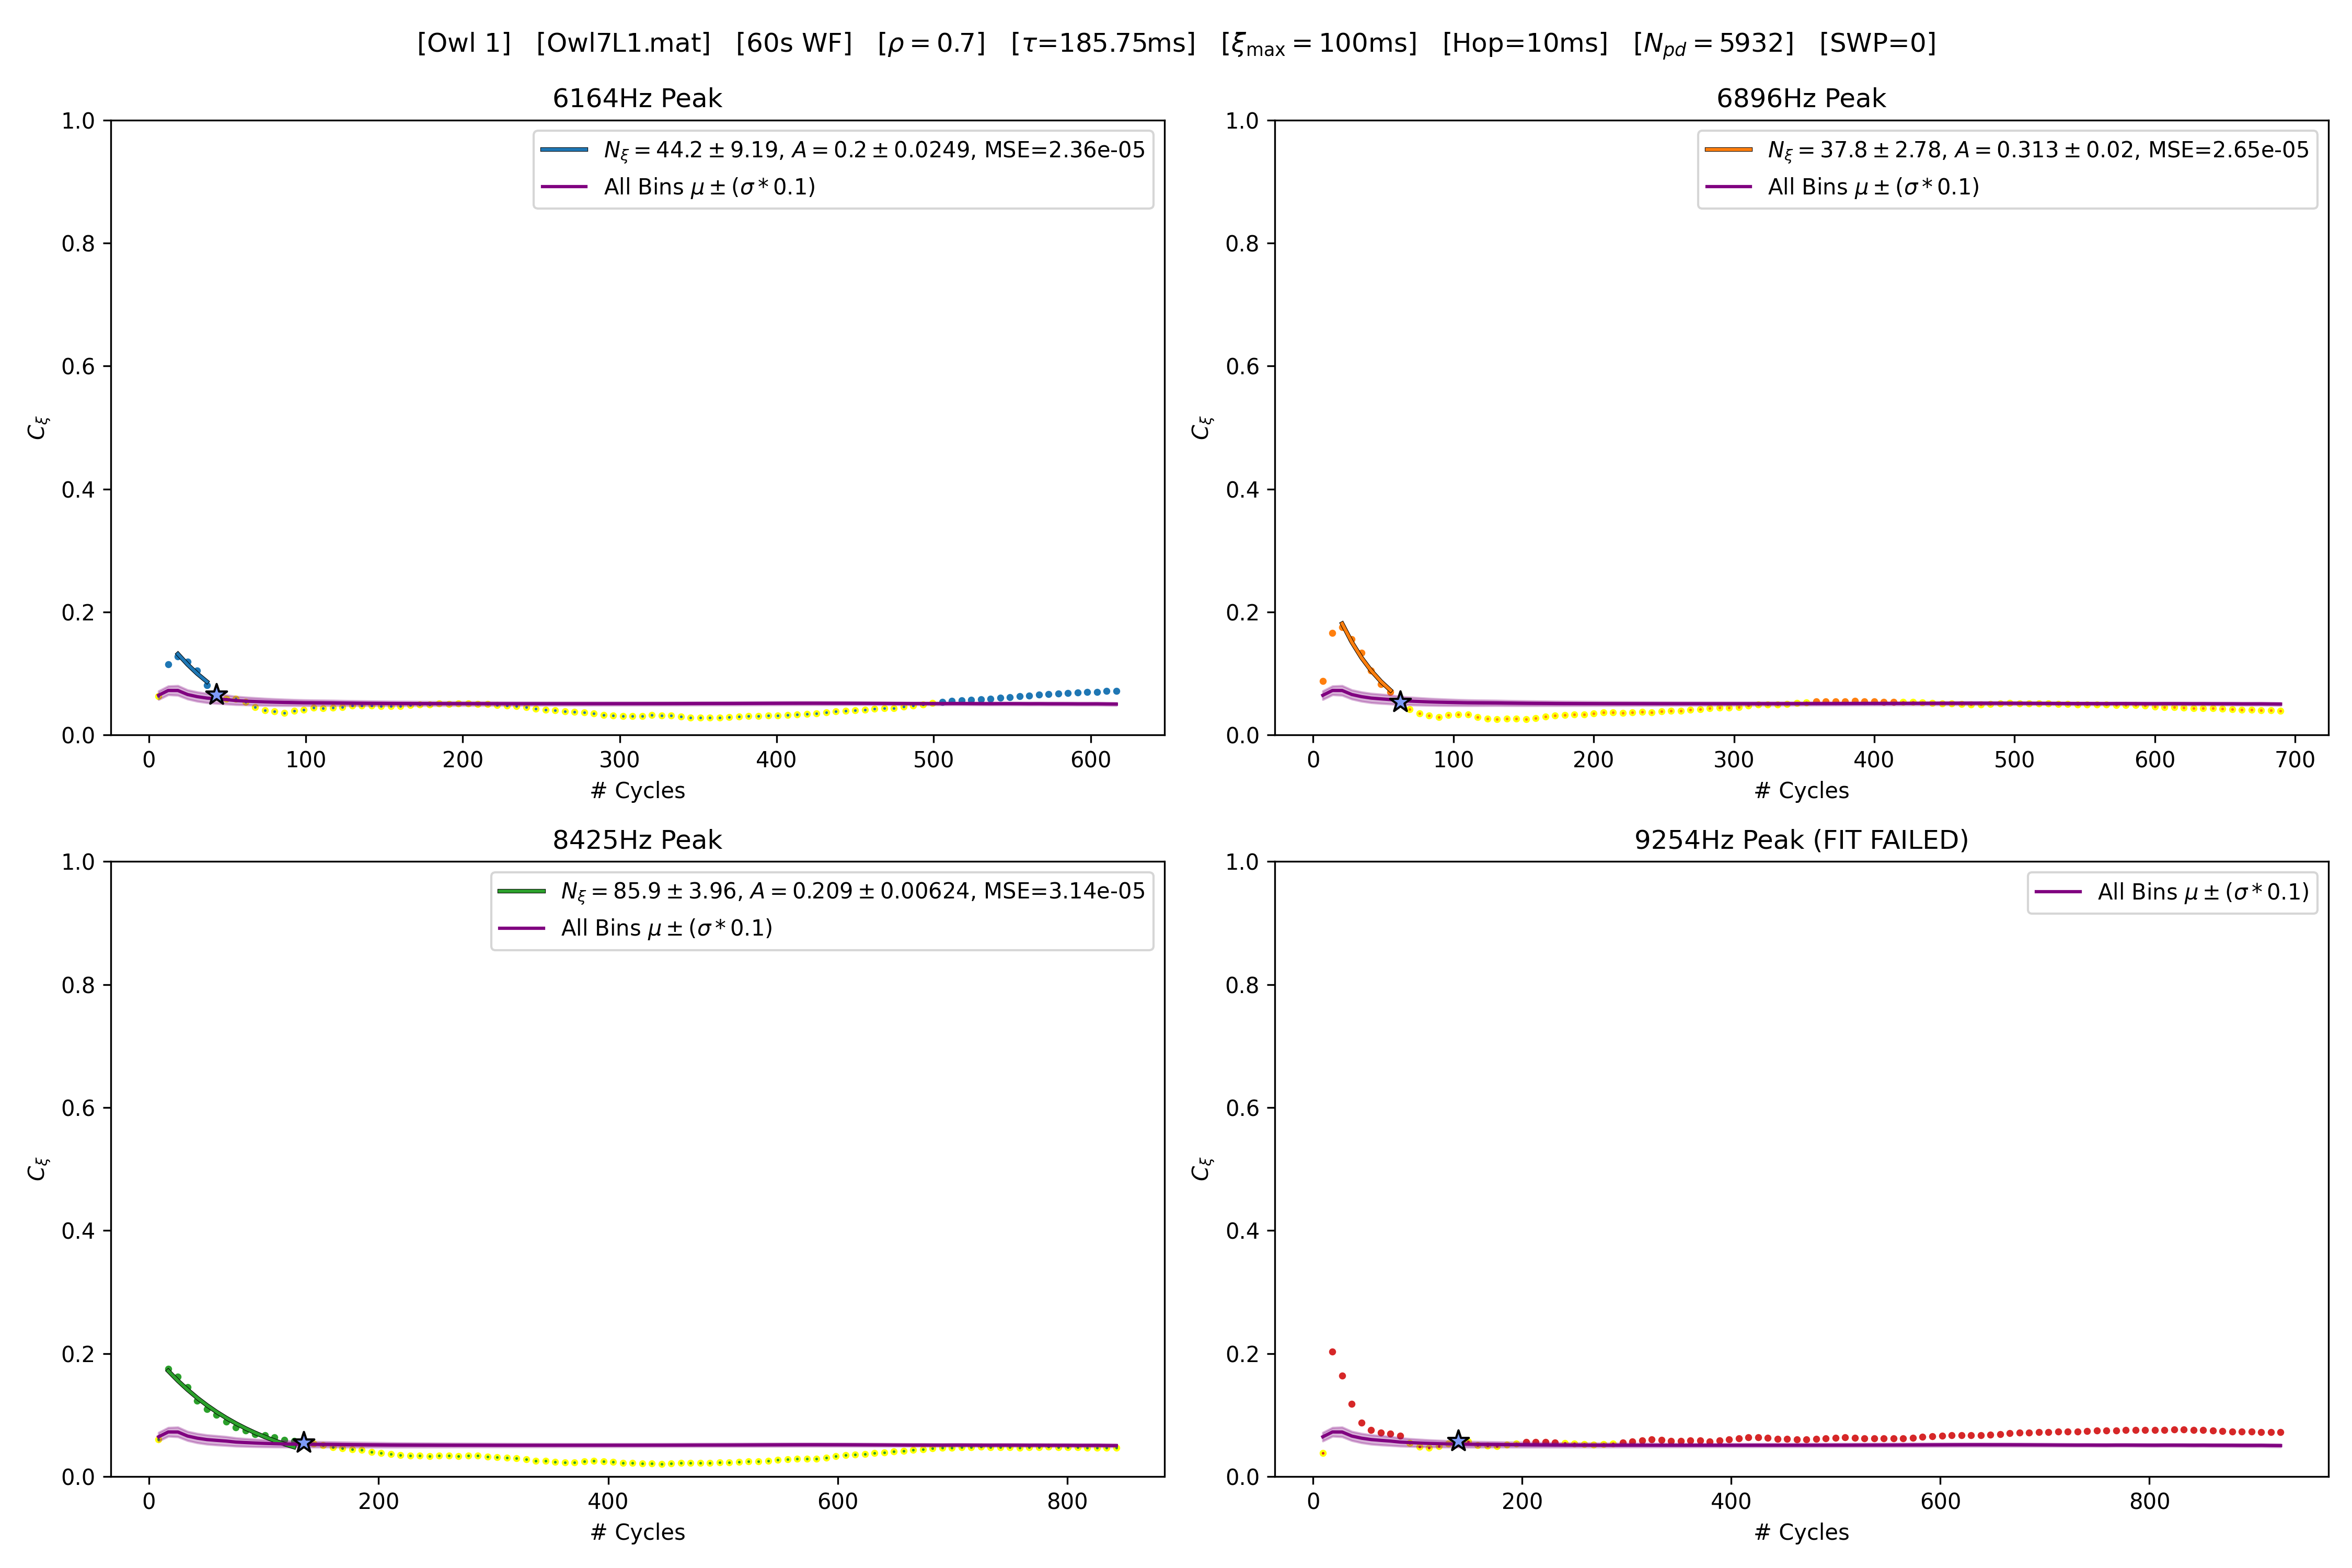 [Owl 1] [Owl7L1.mat] [60s WF] [ρ = 0.7] [τ=185.75ms] [ξmax = 100ms] [Hop=10ms] [Npd = 5932] [SWP=0]
6164Hz Peak
1.0
0.8
0.6
0.4
0.2
0.0
Cξ
Nξ = 44.2 ± 9.19, A = 0.2 ± 0.0249, MSE=2.36e-05
All Bins μ ± (σ * 0.1)
0 100 200 300 400 500 600
# Cycles
6896Hz Peak
1.0
0.8
0.6
0.4
0.2
0.0
Cξ
Nξ = 37.8 ± 2.78, A = 0.313 ± 0.02, MSE=2.65e-05
All Bins μ ± (σ * 0.1)
0 100 200 300 400 500 600 700
# Cycles
8425Hz Peak
1.0
0.8
0.6
0.4
0.2
0.0
Cξ
Nξ = 85.9 ± 3.96, A = 0.209 ± 0.00624, MSE=3.14e-05
All Bins μ ± (σ * 0.1)
0 200 400 600 800
# Cycles
9254Hz Peak (FIT FAILED)
1.0
0.8
0.6
0.4
0.2
0.0
Cξ
All Bins μ ± (σ * 0.1)
0 200 400 600 800
# Cycles